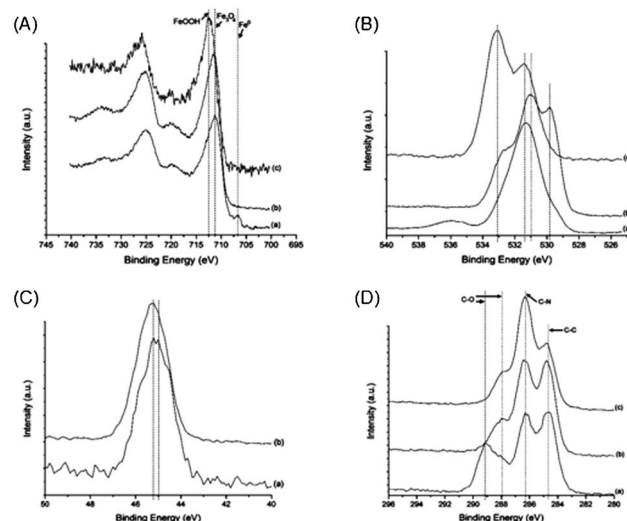 (A)
FeOOH
Fe₃O₄
Fe⁰
Intensity (a.u.)
(c)
(b)
(a)
745 740 735 730 725 720 715 710 705 700 695
Binding Energy (eV)
(B)
Intensity (a.u.)
540 538 536 534 532 530 528 526
Binding Energy (eV)
(C)
Intensity (a.u.)
(b)
(a)
50 48 46 44 42 40
Binding Energy (eV)
(D)
C-O
C-N
C-C
Intensity (a.u.)
(c)
(b)
(a)
296 294 292 290 288 286 284 282 280
Binding Energy (eV)